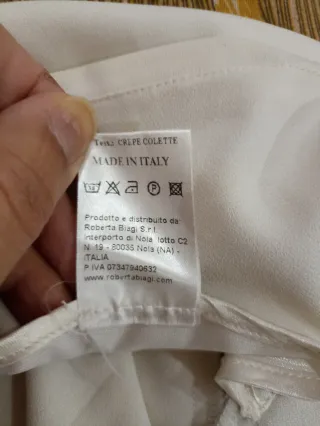 CREPE COLETTE
MADE IN ITALY
P
Prodotto e distribuito da
Roberta Biagi S.r.l.
Interporto di Nola lotto C2
N. 19 - 80035 Nola (NA) -
ITALIA
P.IVA 07347940632
www.robertabiagi.com